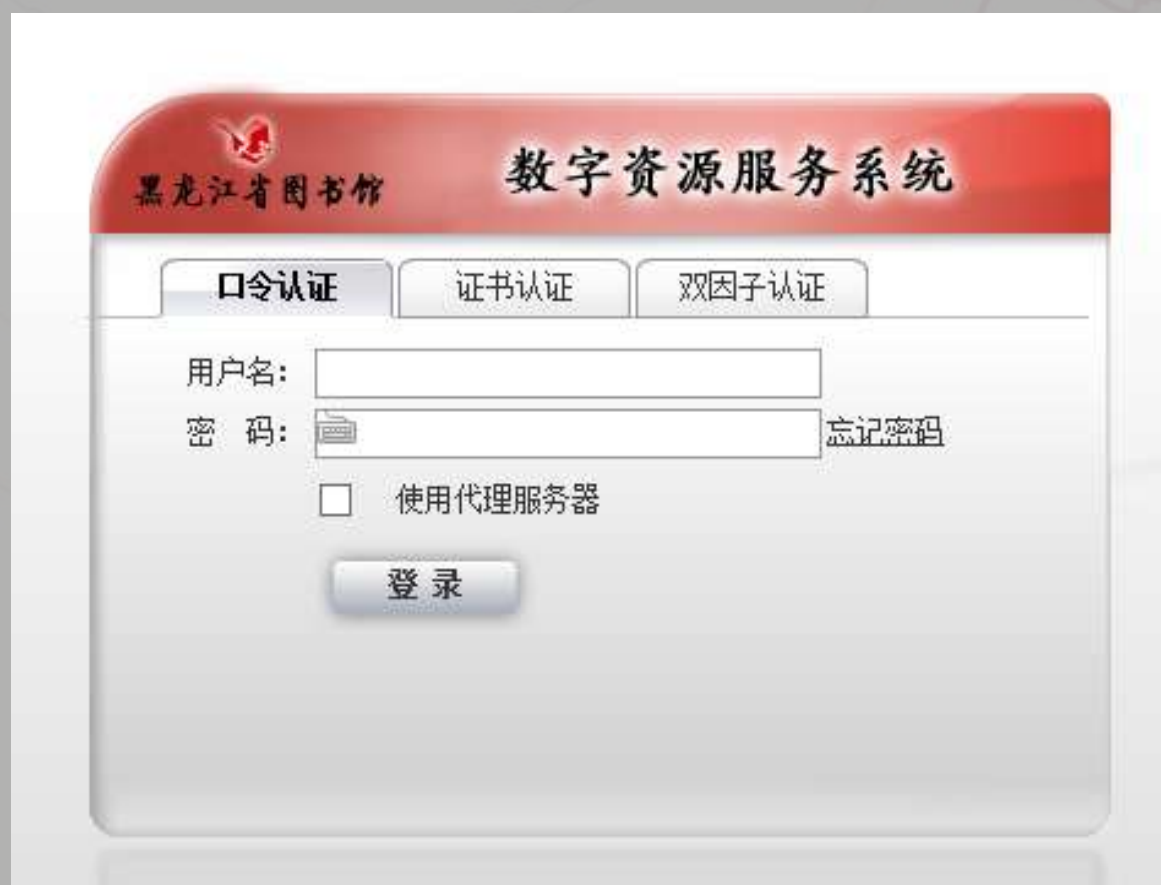 黑龙江省图书馆
数字资源服务系统
口令认证 证书认证 双因子认证
用户名:
密 码: 忘记密码
使用代理服务器
登 录